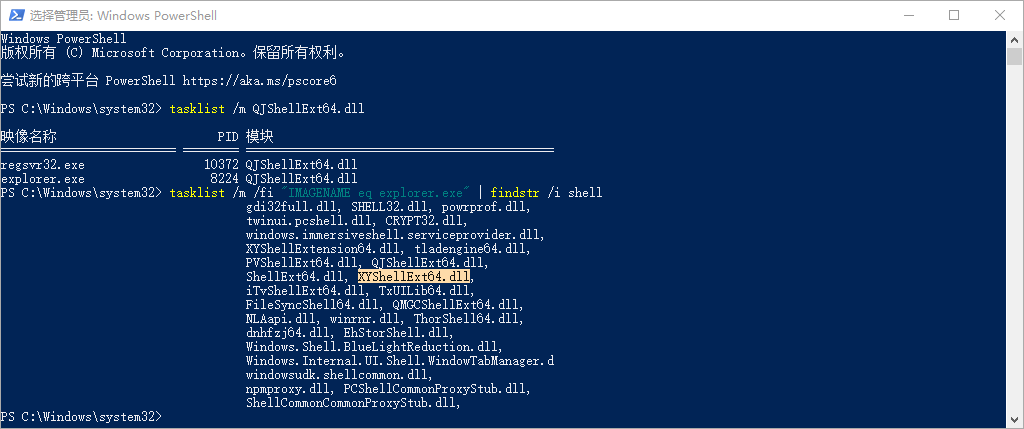 选择管理员: Windows PowerShell
Windows PowerShell
版权所有 (C) Microsoft Corporation。保留所有权利。
尝试新的跨平台 PowerShell https://aka.ms/pscore6
PS C:\Windows\system32> tasklist /m QJShellExt64.dll
映像名称                       PID 模块
========================= ======== ============================================
regsvr32.exe                 10372 QJShellExt64.dll
explorer.exe                  8224 QJShellExt64.dll
PS C:\Windows\system32> tasklist /m /fi "IMAGENAME eq explorer.exe" | findstr /i shell
gdi32full.dll, SHELL32.dll, powrprof.dll,
twinui.pcshell.dll, CRYPT32.dll,
windows.immersiveshell.serviceprovider.dll,
XYShellExtension64.dll, tladengine64.dll,
PVShellExt64.dll, QJShellExt64.dll,
ShellExt64.dll, XYShellExt64.dll,
iTvShellExt64.dll, TxUILib64.dll,
FileSyncShell64.dll, QMGCShellExt64.dll,
NLAapi.dll, winrnr.dll, ThorShell64.dll,
dnhfzj64.dll, EhStorShell.dll,
Windows.Shell.BlueLightReduction.dll,
Windows.Internal.UI.Shell.WindowTabManager.d
windowsudk.shellcommon.dll,
npmproxy.dll, PCShellCommonProxyStub.dll,
ShellCommonCommonProxyStub.dll,
PS C:\Windows\system32>